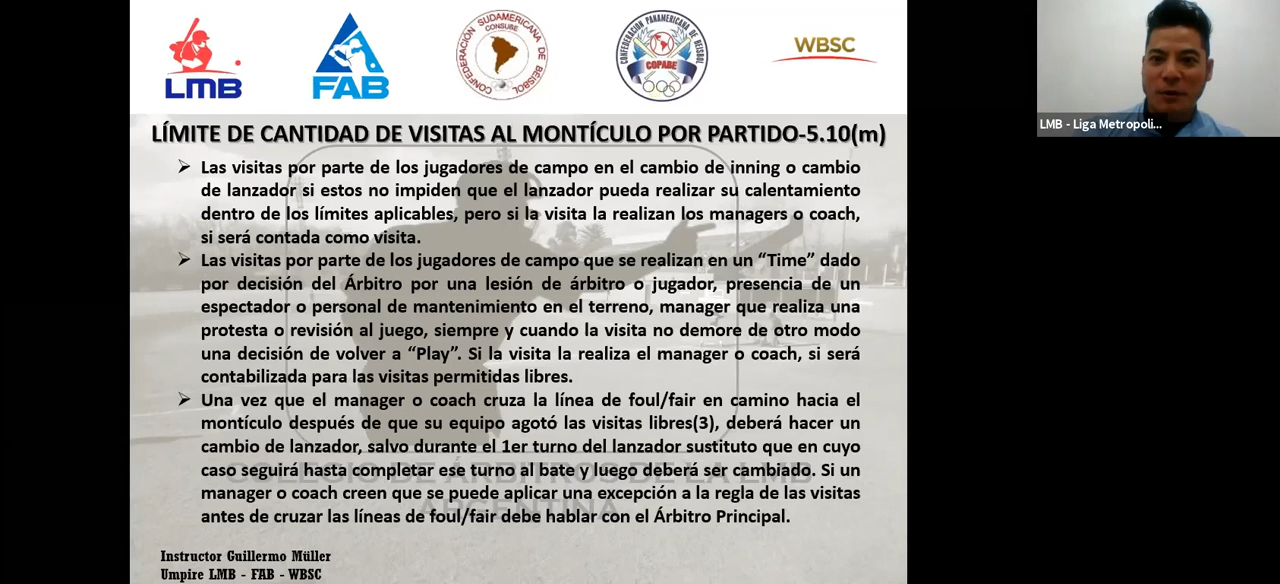 LMB
FAB
CONFEDERACIÓN SUDAMERICANA DE BÉISBOL
CONSUBE
CONFEDERACION PANAMERICANA DE BEISBOL
COPABE
WBSC
LMB - Liga Metropoli...
LÍMITE DE CANTIDAD DE VISITAS AL MONTÍCULO POR PARTIDO-5.10(m)
Las visitas por parte de los jugadores de campo en el cambio de inning o cambio
de lanzador si estos no impiden que el lanzador pueda realizar su calentamiento
dentro de los límites aplicables, pero si la visita la realizan los managers o coach,
si será contada como visita.
Las visitas por parte de los jugadores de campo que se realizan en un “Time” dado
por decisión del Árbitro por una lesión de árbitro o jugador, presencia de un
espectador o personal de mantenimiento en el terreno, manager que realiza una
protesta o revisión al juego, siempre y cuando la visita no demore de otro modo
una decisión de volver a “Play”. Si la visita la realiza el manager o coach, si será
contabilizada para las visitas permitidas libres.
Una vez que el manager o coach cruza la línea de foul/fair en camino hacia el
montículo después de que su equipo agotó las visitas libres(3), deberá hacer un
cambio de lanzador, salvo durante el 1er turno del lanzador sustituto que en cuyo
caso seguirá hasta completar ese turno al bate y luego deberá ser cambiado. Si un
manager o coach creen que se puede aplicar una excepción a la regla de las visitas
antes de cruzar las líneas de foul/fair debe hablar con el Árbitro Principal.
COLEGIO DE ÁRBITROS DE LA LMB
ARGENTINA
Instructor Guillermo Müller
Umpire LMB - FAB - WBSC